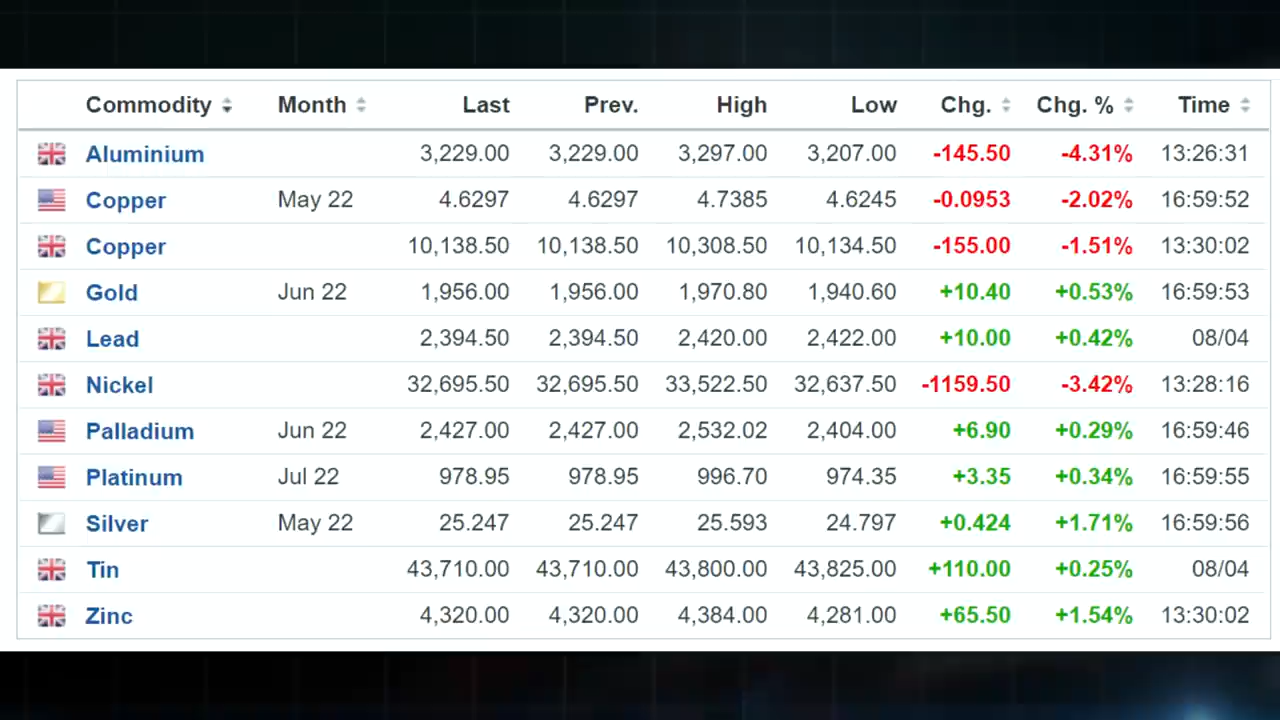 Commodity Month Last Prev. High Low Chg. Chg. % Time
Aluminium 3,229.00 3,229.00 3,297.00 3,207.00 -145.50 -4.31% 13:26:31
Copper May 22 4.6297 4.6297 4.7385 4.6245 -0.0953 -2.02% 16:59:52
Copper 10,138.50 10,138.50 10,308.50 10,134.50 -155.00 -1.51% 13:30:02
Gold Jun 22 1,956.00 1,956.00 1,970.80 1,940.60 +10.40 +0.53% 16:59:53
Lead 2,394.50 2,394.50 2,420.00 2,422.00 +10.00 +0.42% 08/04
Nickel 32,695.50 32,695.50 33,522.50 32,637.50 -1159.50 -3.42% 13:28:16
Palladium Jun 22 2,427.00 2,427.00 2,532.02 2,404.00 +6.90 +0.29% 16:59:46
Platinum Jul 22 978.95 978.95 996.70 974.35 +3.35 +0.34% 16:59:55
Silver May 22 25.247 25.247 25.593 24.797 +0.424 +1.71% 16:59:56
Tin 43,710.00 43,710.00 43,800.00 43,825.00 +110.00 +0.25% 08/04
Zinc 4,320.00 4,320.00 4,384.00 4,281.00 +65.50 +1.54% 13:30:02